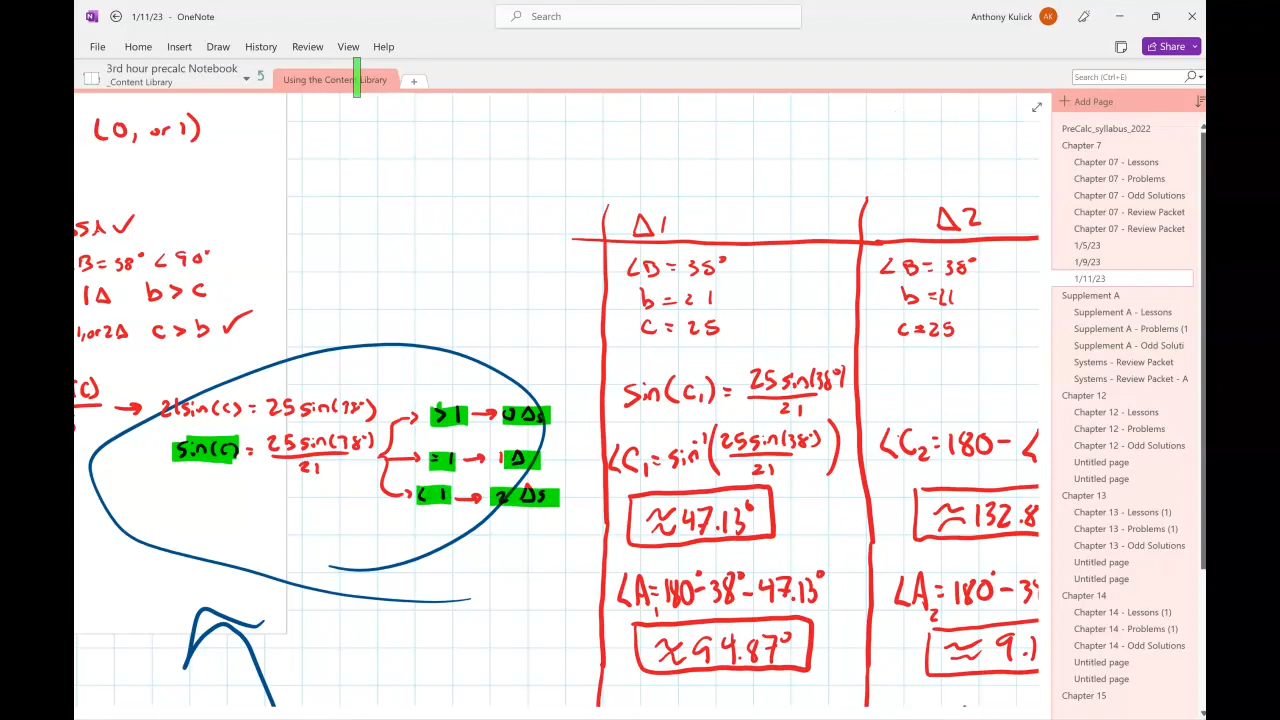 1/11/23 - OneNote
Search
Anthony Kulick
AK
File Home Insert Draw History Review View Help
Share
3rd hour precalc Notebook
_Content Library
5
Using the Content Library
+
Search (Ctrl+E)
Add Page
PreCalc_syllabus_2022
Chapter 7
Chapter 07 - Lessons
Chapter 07 - Problems
Chapter 07 - Odd Solutions
Chapter 07 - Review Packet
Chapter 07 - Review Packet
1/5/23
1/9/23
1/11/23
Supplement A
Supplement A - Lessons
Supplement A - Problems (1
Supplement A - Odd Soluti
Systems - Review Packet
Systems - Review Packet - A
Chapter 12
Chapter 12 - Lessons
Chapter 12 - Problems
Chapter 12 - Odd Solutions
Untitled page
Untitled page
Chapter 13
Chapter 13 - Lessons (1)
Chapter 13 - Problems (1)
Chapter 13 - Odd Solutions
Untitled page
Untitled page
Chapter 14
Chapter 14 - Lessons (1)
Chapter 14 - Problems (1)
Chapter 14 - Odd Solutions
Untitled page
Untitled page
Chapter 15
(0, or 1)
SSA ✓
B = 38° < 90°
1Δ b > c
1, or 2Δ c > b ✓
(C)
→ 21sin(C) = 25sin(38°)
sin(C) = 25sin(38°)/21
> 1 → 0 Δs
= 1 → 1 Δ
< 1 → 2 Δs
Δ1
∠B = 38°
b = 21
c = 25
sin(C₁) = 25sin(38°)/21
∠C₁ = sin⁻¹(25sin(38°)/21)
≈ 47.13°
∠A₁ = 180° - 38° - 47.13°
≈ 94.87°
Δ2
∠B = 38°
b = 21
c = 25
∠C₂ = 180 - ∠
≈ 132.8
∠A₂ = 180° - 3
≈ 9.1